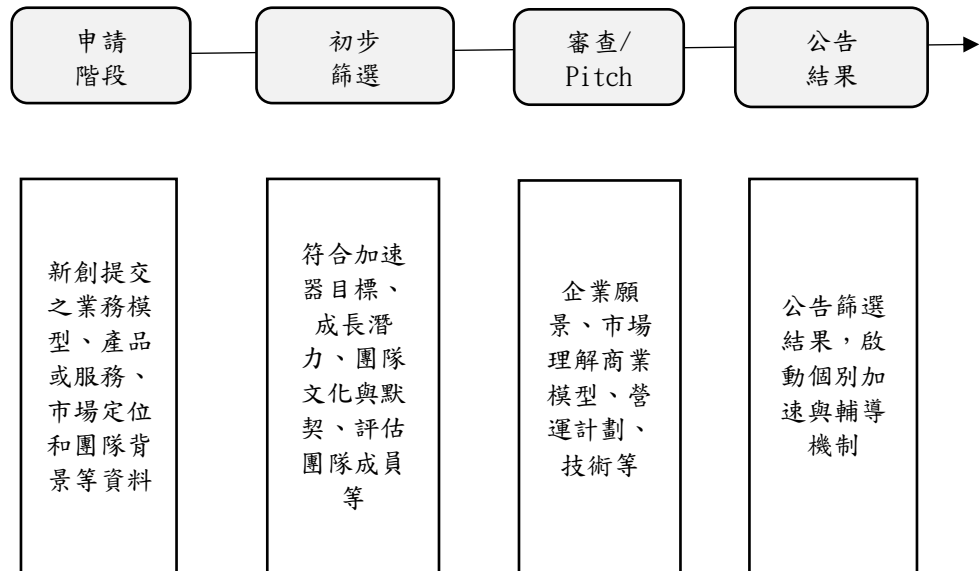 申請
階段
初步
篩選
審查/
Pitch
公告
結果
新創提交
之業務模
型、產品
或服務、
市場定位
和團隊背
景等資料
符合加速
器目標、
成長潛
力、團隊
文化與默
契、評估
團隊成員
等
企業願
景、市場
理解商業
模型、營
運計劃、
技術等
公告篩選
結果，啟
動個別加
速與輔導
機制